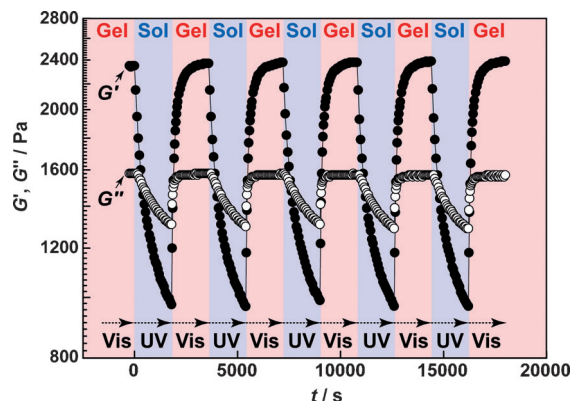 Gel Sol Gel Sol Gel Sol Gel Sol Gel Sol Gel
2400
G'
2000
1600
G''
1200
800
G', G'' / Pa
Vis UV Vis UV Vis UV Vis UV Vis UV Vis
0 5000 10000 15000 20000
t / s